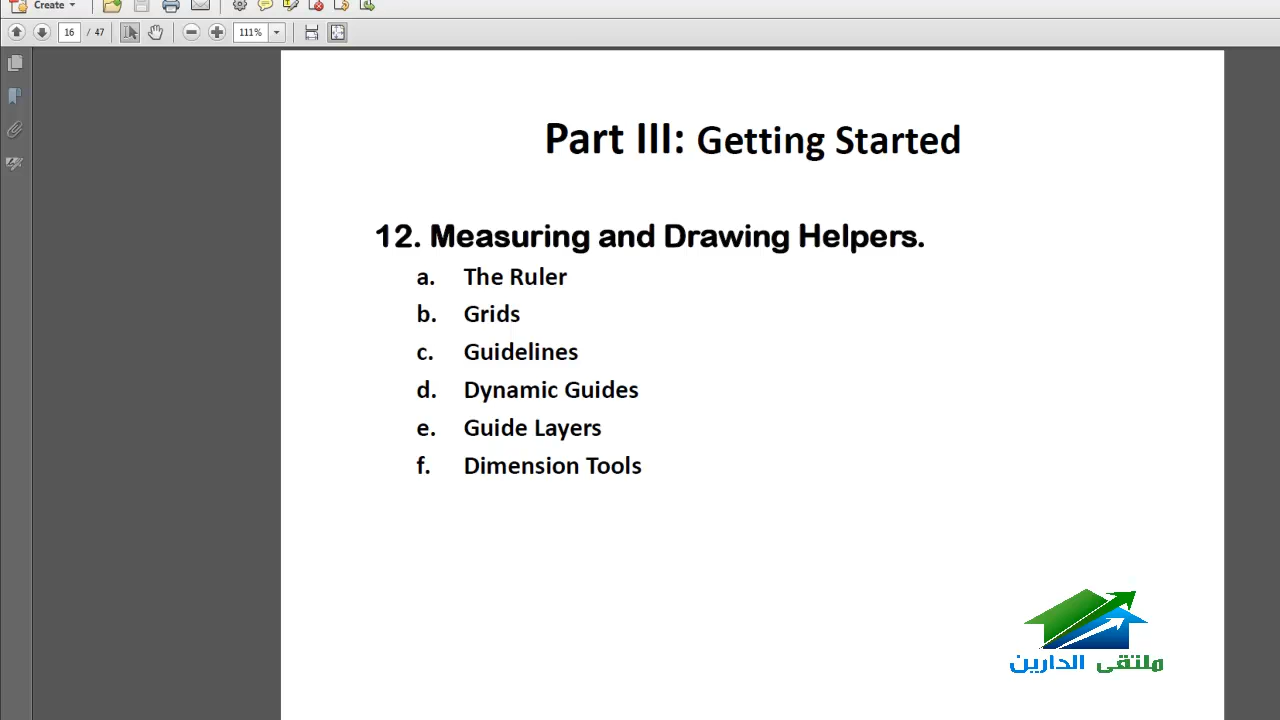 Create
16 / 47
111%
Part III: Getting Started
12. Measuring and Drawing Helpers.
a. The Ruler
b. Grids
c. Guidelines
d. Dynamic Guides
e. Guide Layers
f. Dimension Tools
ملتقى الدارين